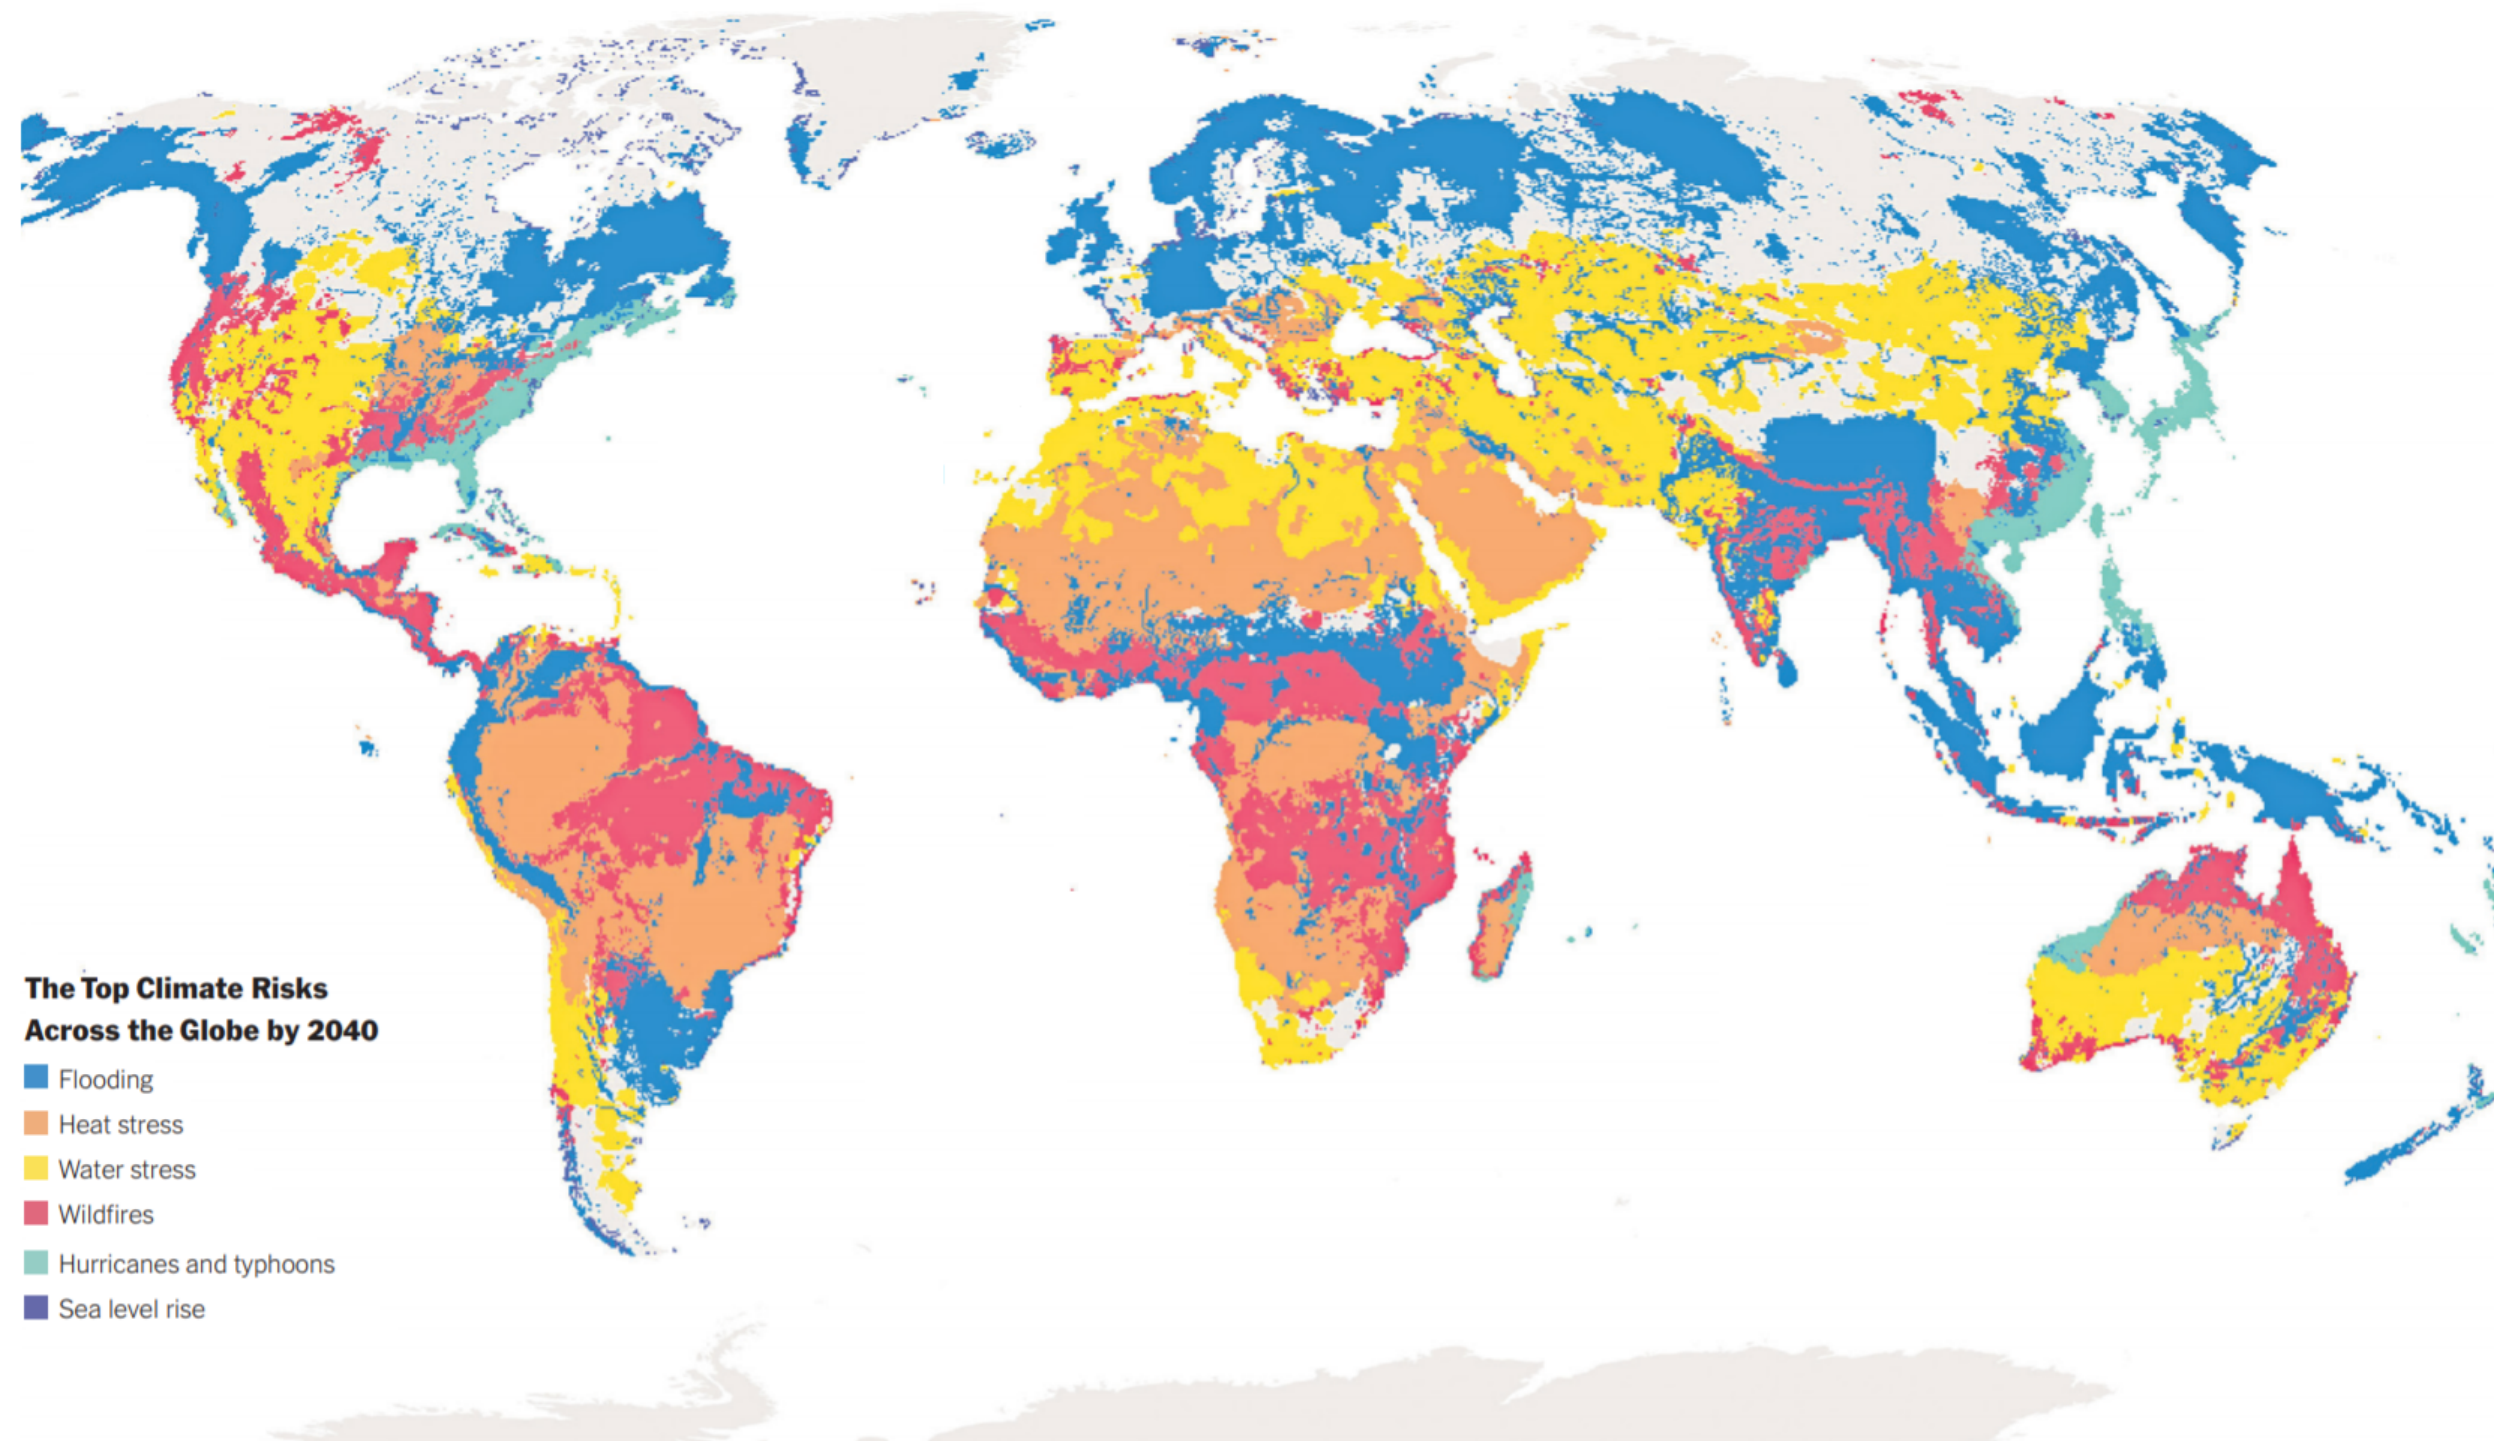 The Top Climate Risks
Across the Globe by 2040
Flooding
Heat stress
Water stress
Wildfires
Hurricanes and typhoons
Sea level rise